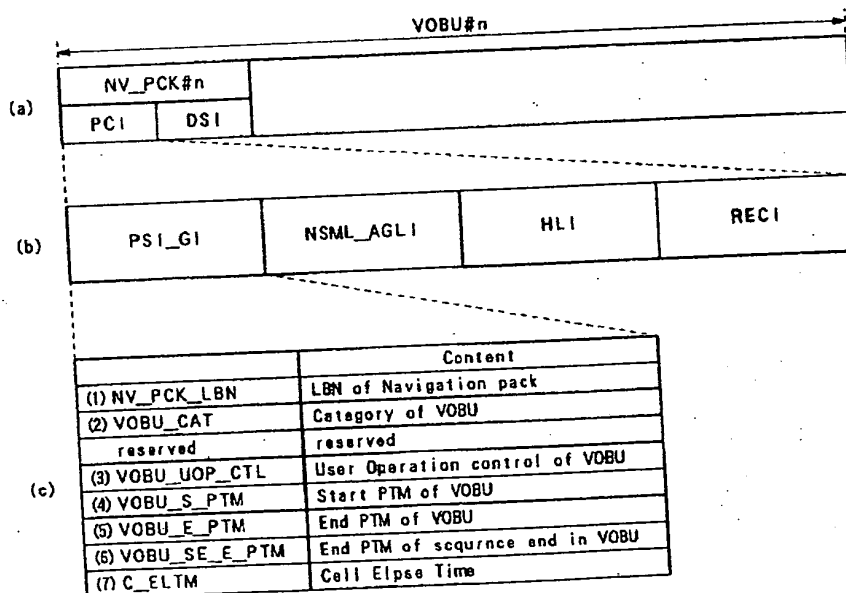 VOBU#n
(a)
NV_PCK#n
PCI DSI
(b)
PSI_GI NSML_AGLI HLI RECI
(c)
Content
(1) NV_PCK_LBN LBN of Navigation pack
(2) VOBU_CAT Category of VOBU
reserved reserved
(3) VOBU_UOP_CTL User Operation control of VOBU
(4) VOBU_S_PTM Start PTM of VOBU
(5) VOBU_E_PTM End PTM of VOBU
(6) VOBU_SE_E_PTM End PTM of scqurnce end in VOBU
(7) C_ELTM Cell Elpse Time